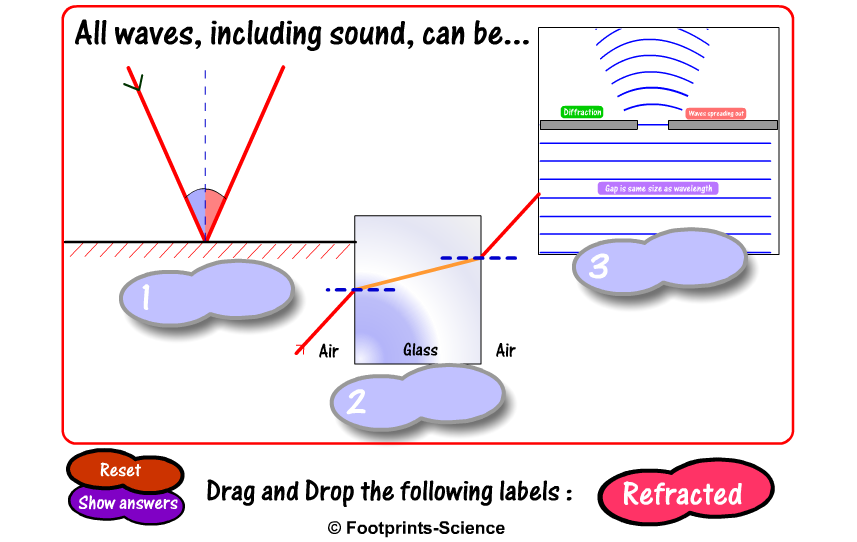 All waves, including sound, can be...
Diffraction
Waves spreading out
Gap is same size as wavelength
3
1
Air
Glass
Air
2
Reset
Show answers
Drag and Drop the following labels :
Refracted
© Footprints-Science